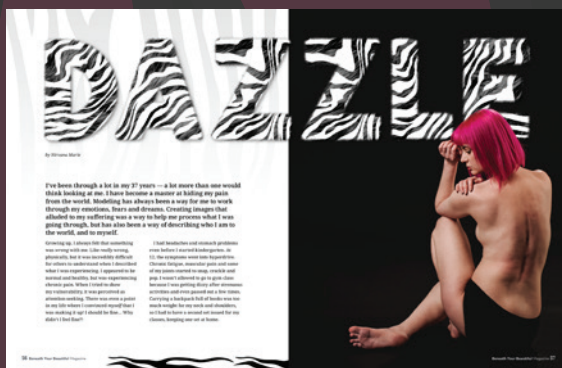 DAZZLE
by Nirvana Marie
I've been through a lot in my 37 years — a lot more than one would
think looking at me. I have become a master at hiding my pain
from the world. Modeling has always been a way for me to work
through my emotions, fears and dreams. Creating images that
alluded to my suffering was a way to help me process what I was
going through, but has also been a way of describing who I am to
the world, and to myself.
Growing up, I always felt that something
was wrong with me. Like really wrong,
physically, but it was incredibly difficult
for others to understand when I described
what I was experiencing. I appeared to be
normal and healthy, but was experiencing
chronic pain. When I tried to show
my vulnerability, it was perceived as
attention seeking. There was even a point
in my life where I convinced myself that I
was making it up! I should be fine... Why
didn't I feel fine?
I had headaches and stomach problems
even before I started kindergarten. At
12, the symptoms went into hyperdrive.
Chronic fatigue, muscular pain and some
of my joints started to snap, crackle and
pop. I wasn't allowed to go to gym class
because I was getting dizzy after strenuous
activities and even passed out a few times.
Carrying a backpack full of books was too
much weight for my neck and shoulders,
so I had to have a second set issued for my
classes, keeping one set at home.
56 Beneath Your Beautiful Magazine
Beneath Your Beautiful Magazine 57